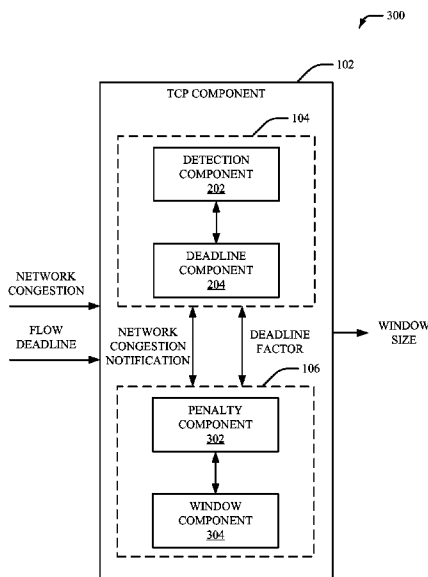 300
102
TCP COMPONENT
104
DETECTION
COMPONENT
202
DEADLINE
COMPONENT
204
NETWORK
CONGESTION
FLOW
DEADLINE
NETWORK
CONGESTION
NOTIFICATION
DEADLINE
FACTOR
WINDOW
SIZE
106
PENALTY
COMPONENT
302
WINDOW
COMPONENT
304